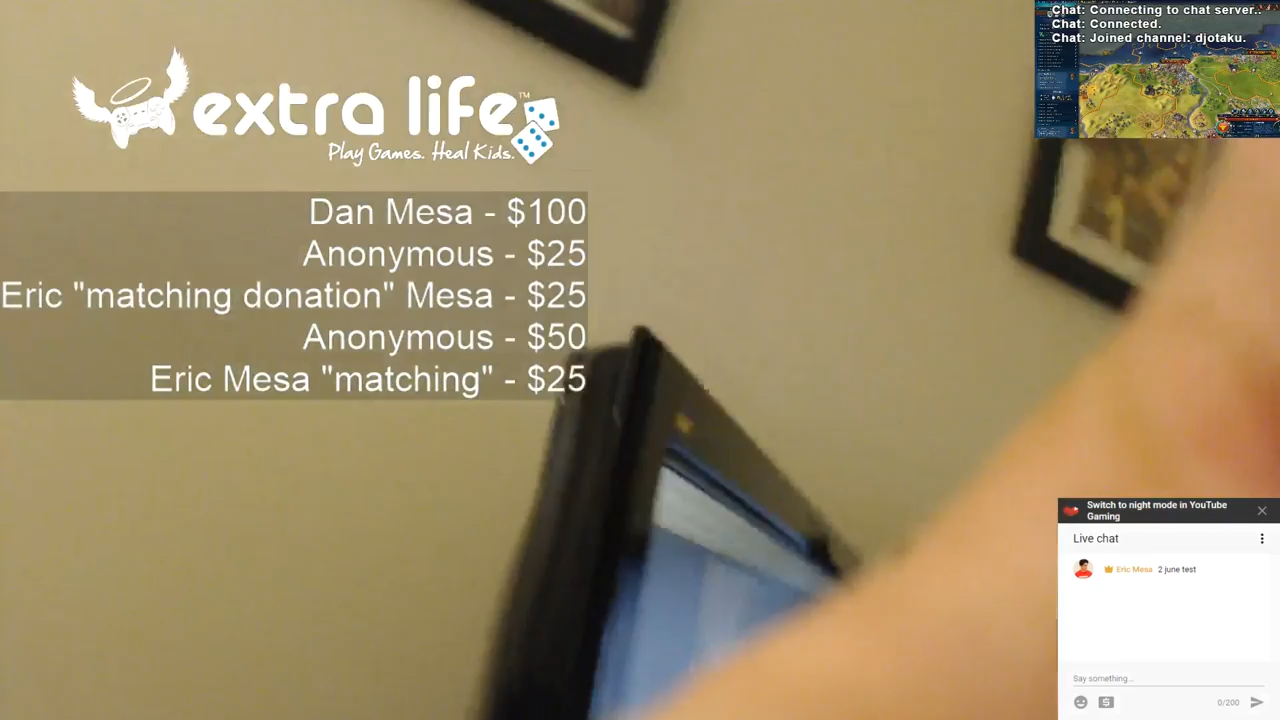 extra life™
Play Games. Heal Kids.
Dan Mesa - $100
Anonymous - $25
Eric "matching donation" Mesa - $25
Anonymous - $50
Eric Mesa "matching" - $25
Chat: Connecting to chat server..
Chat: Connected.
Chat: Joined channel: djotaku.
Switch to night mode in YouTube
Gaming
Live chat
Eric Mesa 2 june test
Say something...
0/200